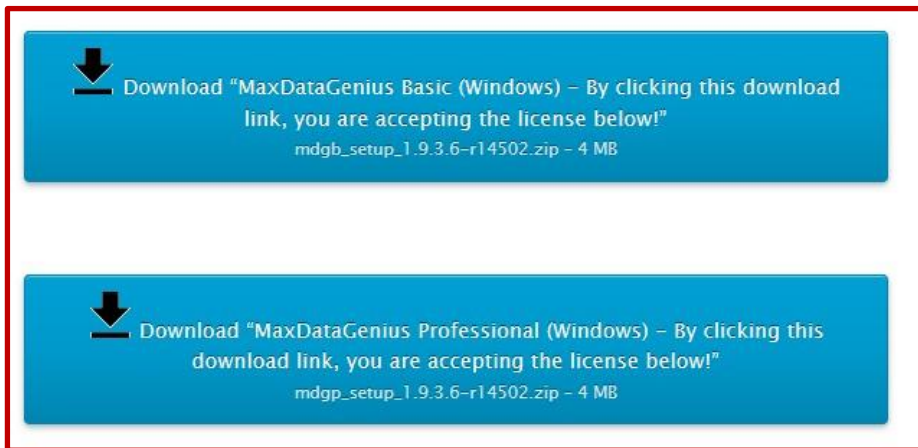 Download “MaxDataGenius Basic (Windows) – By clicking this download
link, you are accepting the license below!”
mdgb_setup_1.9.3.6-r14502.zip – 4 MB
Download “MaxDataGenius Professional (Windows) – By clicking this
download link, you are accepting the license below!”
mdgp_setup_1.9.3.6-r14502.zip – 4 MB